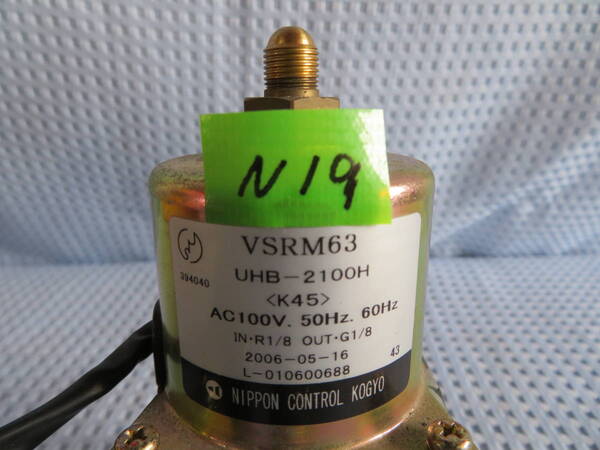 N19
VSRM63
394040
UHB-2100H
<K45>
AC100V. 50Hz. 60Hz
IN·R1/8 OUT·G1/8
2006-05-16
43
L-010600688
NIPPON CONTROL KOGYO